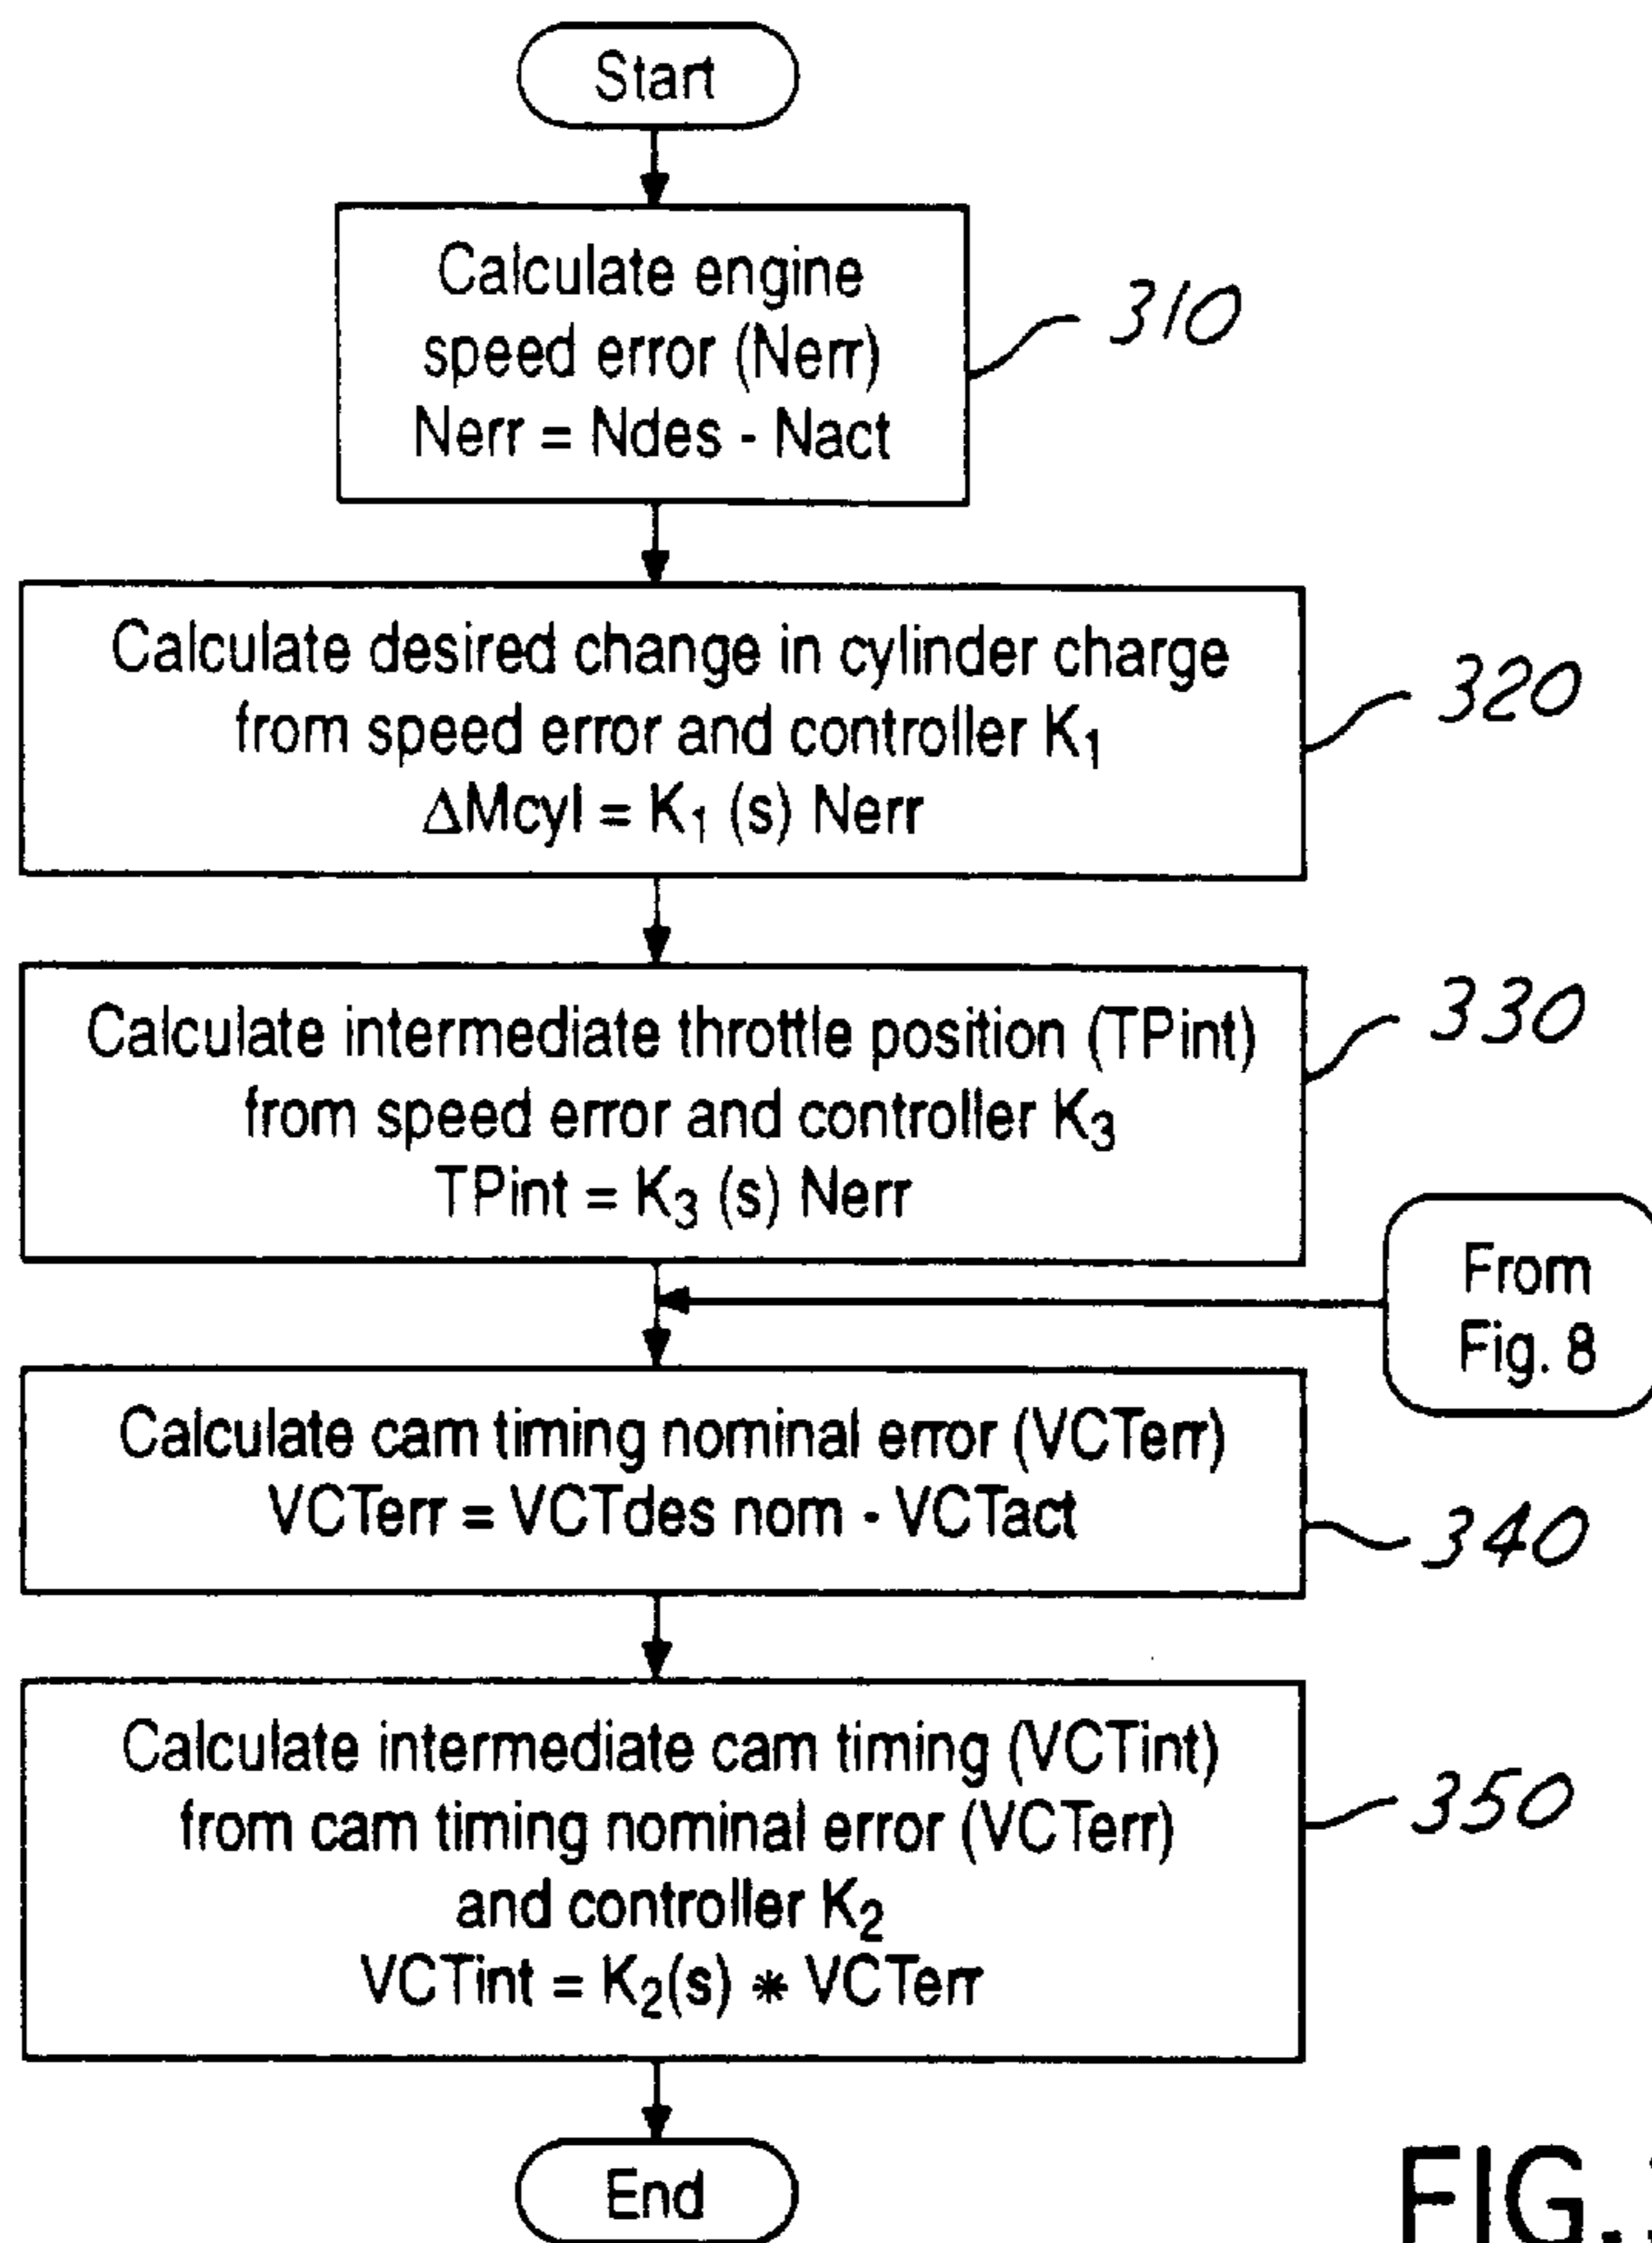 Start
Calculate engine
speed error (Nerr)
Nerr = Ndes - Nact
310
Calculate desired change in cylinder charge
from speed error and controller K₁
ΔMcyl = K₁ (s) Nerr
320
Calculate intermediate throttle position (TPint)
from speed error and controller K₃
TPint = K₃ (s) Nerr
330
From
Fig. 8
Calculate cam timing nominal error (VCTerr)
VCTerr = VCTdes nom - VCTact
340
Calculate intermediate cam timing (VCTint)
from cam timing nominal error (VCTerr)
and controller K₂
VCTint = K₂(s) * VCTerr
350
End
FIG.